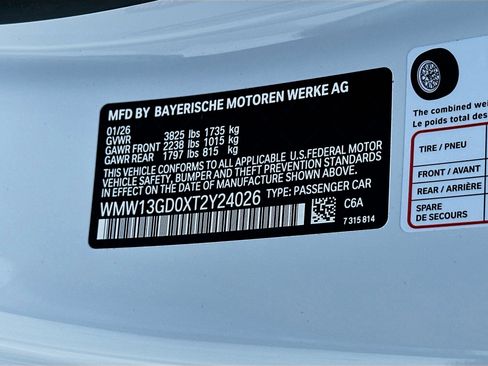 MFD BY BAYERISCHE MOTOREN WERKE AG
01/26
GVWR 3825 lbs 1735 kg
GAWR FRONT 2238 lbs 1015 kg
GAWR REAR 1797 lbs 815 kg
THIS VEHICLE CONFORMS TO ALL APPLICABLE U.S.FEDERAL MOTOR
VEHICLE SAFETY, BUMPER AND THEFT PREVENTION STANDARDS
IN EFFECT ON THE DATE OF MANUFACTURE SHOWN ABOVE.
WMW13GD0XT2Y24026 TYPE: PASSENGER CAR
C6A
7 315 814
The combined wei
Le poids total des
TIRE / PNEU
FRONT / AVANT
REAR / ARRIÈRE
SPARE
DE SECOURS